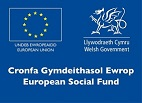 UNDEB EWROPEAIDD
EUROPEAN UNION
Llywodraeth Cymru
Welsh Government
Cronfa Gymdeithasol Ewrop
European Social Fund